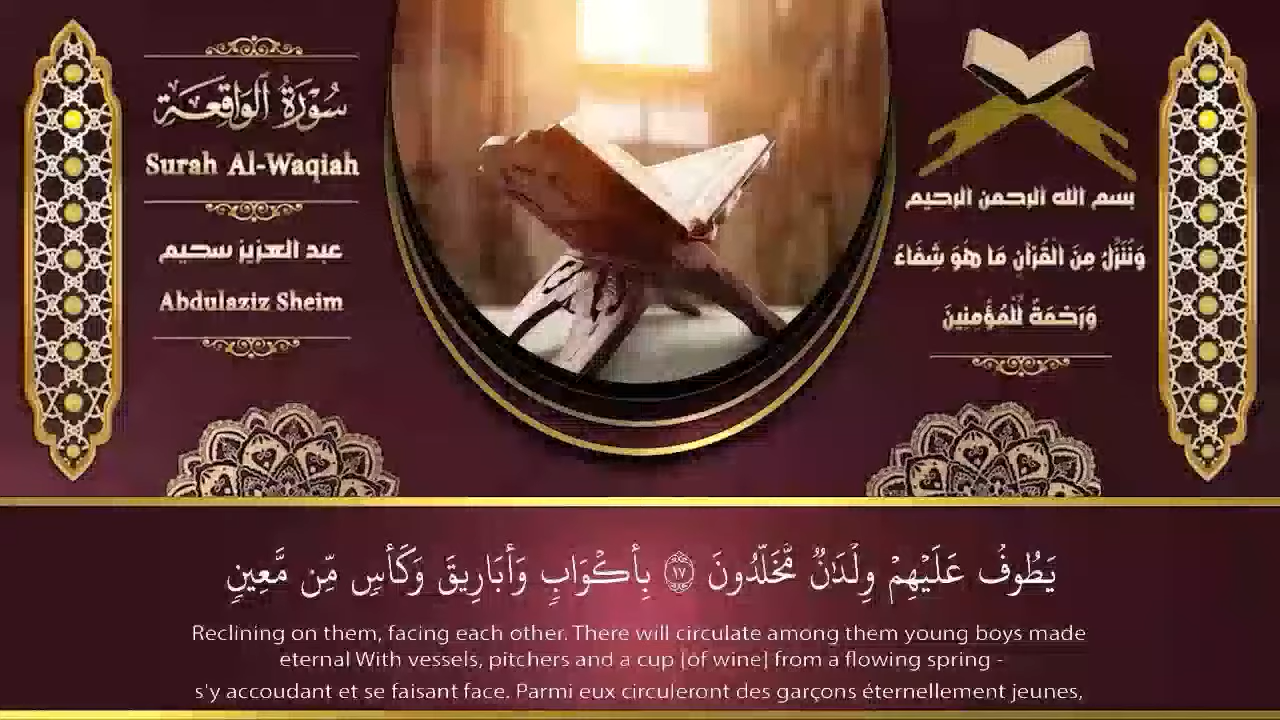 سُورَةُ الْوَاقِعَة
Surah Al-Waqiah
عبد العزيز سحيم
Abdulaziz Sheim
بسم الله الرحمن الرحيم
وَنُنَزِّلُ مِنَ الْقُرْآنِ مَا هُوَ شِفَاءٌ
وَرَحْمَةٌ لِّلْمُؤْمِنِينَ
يَطُوفُ عَلَيْهِمْ وِلْدَٰنٌ مُّخَلَّدُونَ ١٧ بِأَكْوَابٍ وَأَبَارِيقَ وَكَأْسٍ مِّن مَّعِينٍ
Reclining on them, facing each other. There will circulate among them young boys made
eternal With vessels, pitchers and a cup [of wine] from a flowing spring -
s'y accoudant et se faisant face. Parmi eux circuleront des garçons éternellement jeunes,